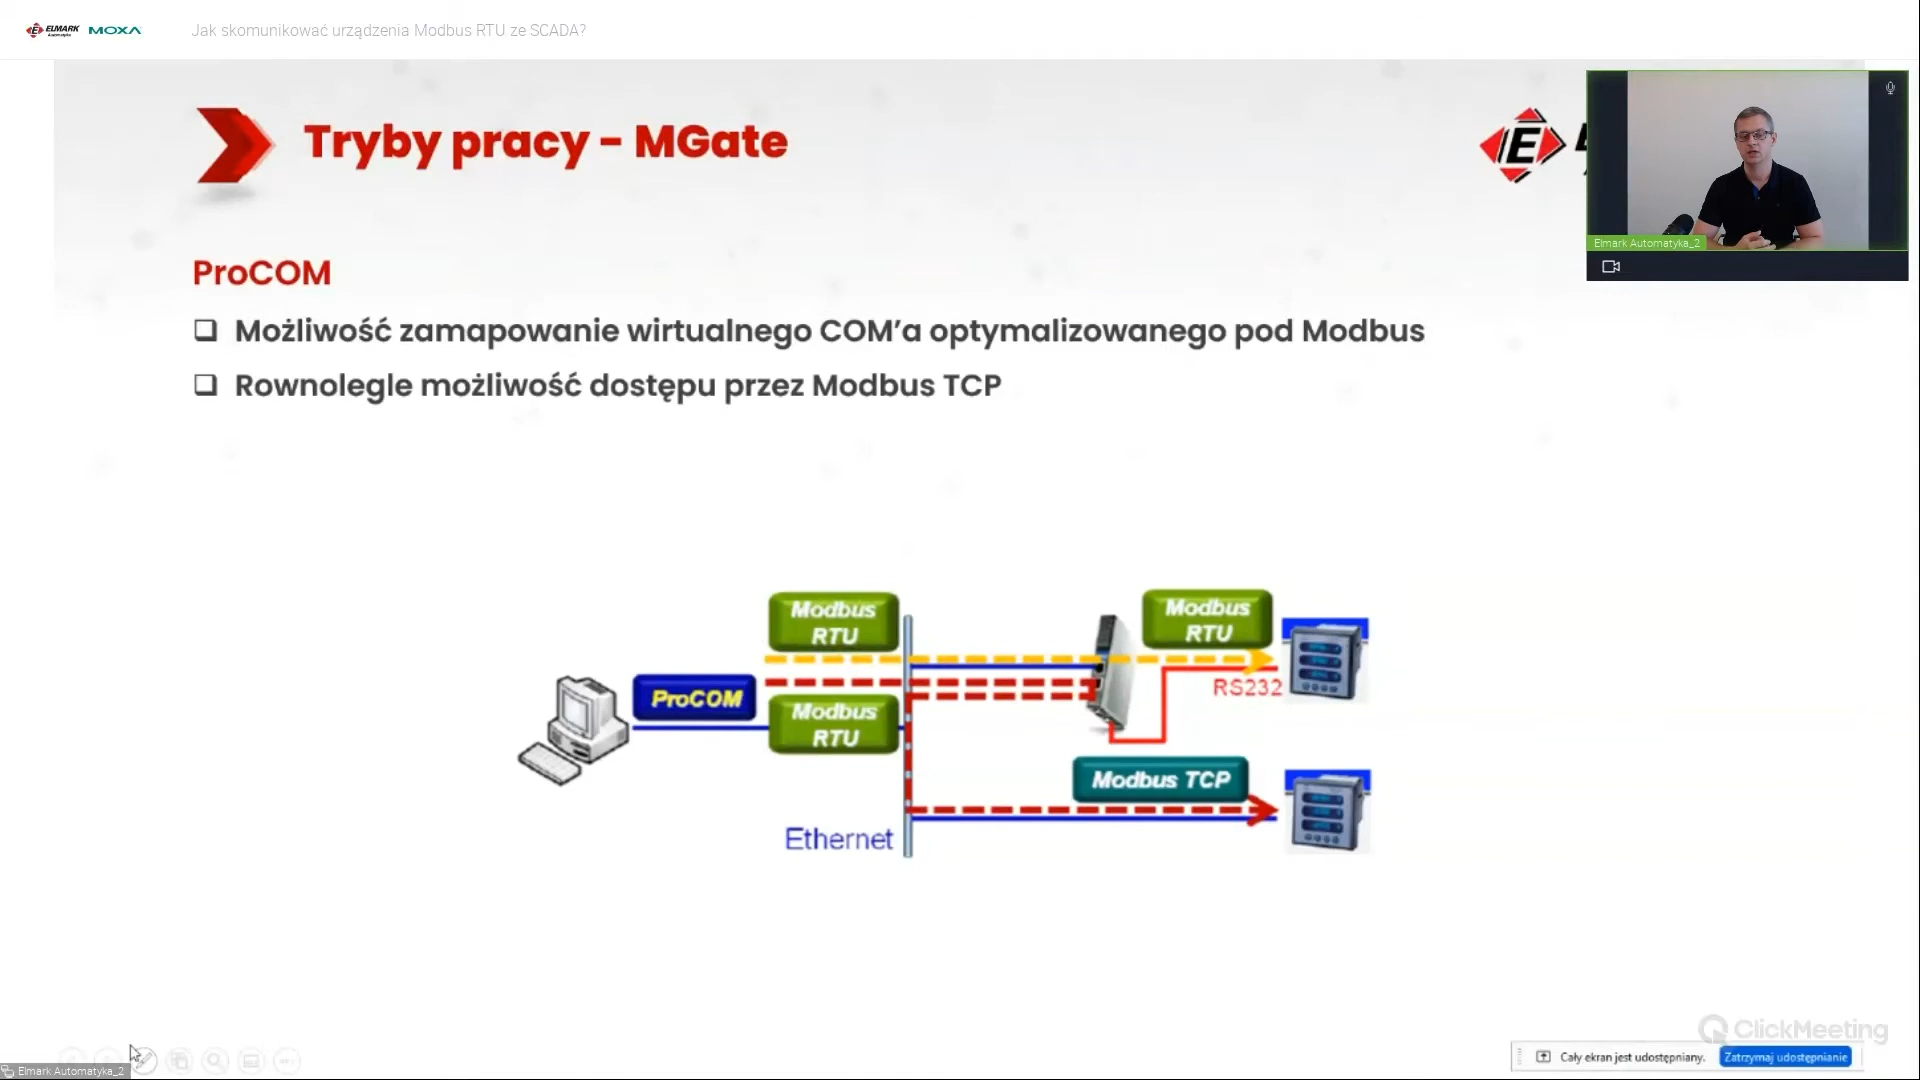 ELMARK
Automatyka
MOXA
Jak skomunikować urządzenia Modbus RTU ze SCADA?
Tryby pracy - MGate
E
Elmark Automatyka_2
ProCOM
Możliwość zamapowanie wirtualnego COM'a optymalizowanego pod Modbus
Rownolegle możliwość dostępu przez Modbus TCP
Modbus
RTU
Modbus
RTU
ProCOM
RS232
Modbus
RTU
Modbus TCP
Ethernet
ClickMeeting
Cały ekran jest udostępniany.
Zatrzymaj udostępnianie
Elmark Automatyka_2